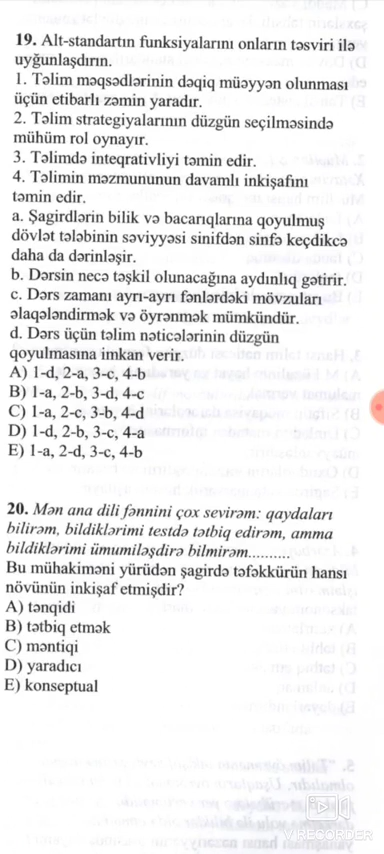 19. Alt-standartın funksiyalarını onların təsviri ilə
uyğunlaşdırın.
1. Təlim məqsədlərinin dəqiq müəyyən olunması
üçün etibarlı zəmin yaradır.
2. Təlim strategiyalarının düzgün seçilməsində
mühüm rol oynayır.
3. Təlimdə inteqrativliyi təmin edir.
4. Təlimin məzmununun davamlı inkişafını
təmin edir.
a. Şagirdlərin bilik və bacarıqlarına qoyulmuş
dövlət tələbinin səviyyəsi sinifdən sinfə keçdikcə
daha da dərinləşir.
b. Dərsin necə təşkil olunacağına aydınlıq gətirir.
c. Dərs zamanı ayrı-ayrı fənlərdəki mövzuları
əlaqələndirmək və öyrənmək mümkündür.
d. Dərs üçün təlim nəticələrinin düzgün
qoyulmasına imkan verir.
A) 1-d, 2-a, 3-c, 4-b
B) 1-a, 2-b, 3-d, 4-c
C) 1-a, 2-c, 3-b, 4-d
D) 1-d, 2-b, 3-c, 4-a
E) 1-a, 2-d, 3-c, 4-b
20. Mən ana dili fənnini çox sevirəm: qaydaları
bilirəm, bildiklərimi testdə tətbiq edirəm, amma
bildiklərimi ümumiləşdirə bilmirəm..........
Bu mühakiməni yürüdən şagirdə təfəkkürün hansı
növünün inkişaf etmişdir?
A) tənqidi
B) tətbiq etmək
C) məntiqi
D) yaradıcı
E) konseptual
V RECORDER